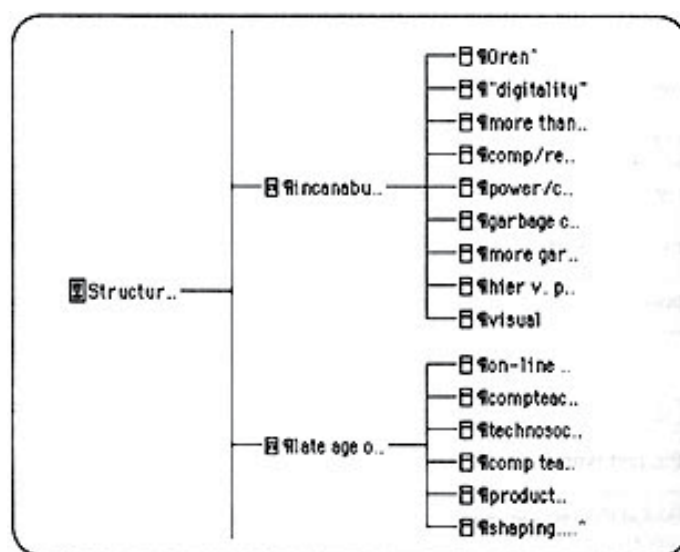 ¶Oren^
¶"digitality"
¶more than..
¶comp/re..
¶incanabu..
¶power/c..
¶garbage c..
¶more gar..
Structur..
¶hier v. p..
¶visual
¶on-line ..
¶compteac..
¶technosoc..
¶late age o..
¶comp tea..
¶product..
¶shaping....^